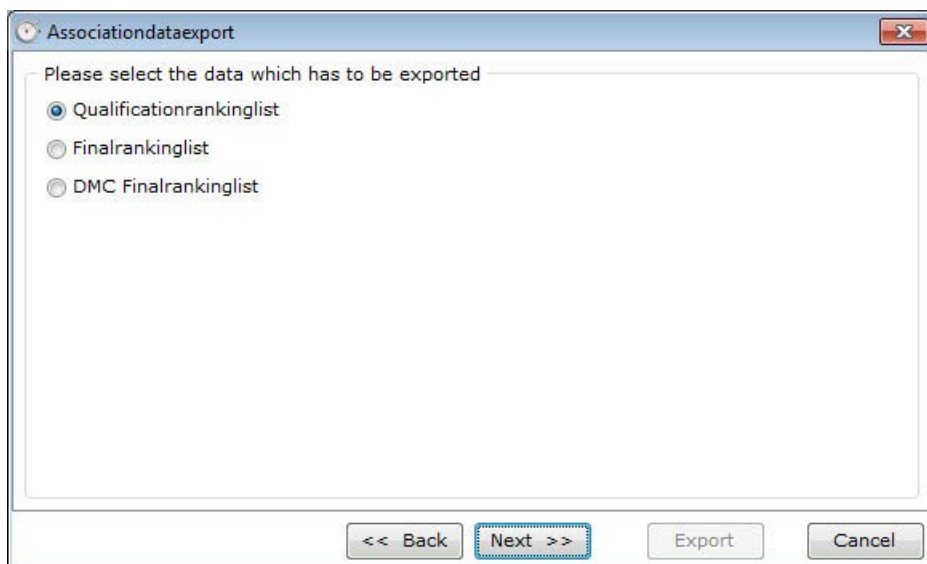 Associationdataexport
Please select the data which has to be exported
Qualificationrankinglist
Finalrankinglist
DMC Finalrankinglist
<< Back Next >> Export Cancel